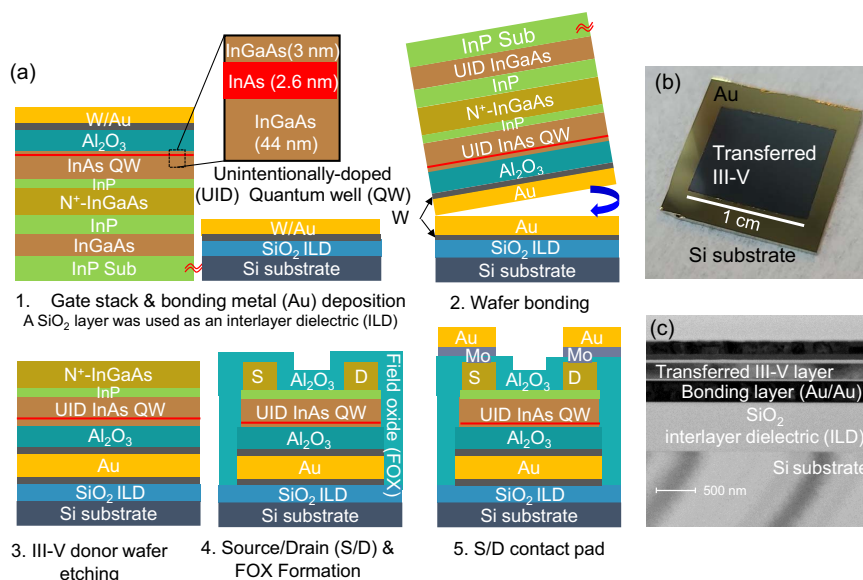 (a)
InGaAs(3 nm)
InAs (2.6 nm)
InGaAs
(44 nm)
W/Au
Al₂O₃
InAs QW
InP
N⁺-InGaAs
InP
InGaAs
InP Sub
Unintentionally-doped
(UID) Quantum well (QW)
W/Au
SiO₂ ILD
Si substrate
1. Gate stack & bonding metal (Au) deposition
A SiO₂ layer was used as an interlayer dielectric (ILD)
InP Sub
UID InGaAs
InP
N⁺-InGaAs
InP
UID InAs QW
Al₂O₃
Au
W
Au
SiO₂ ILD
Si substrate
2. Wafer bonding
(b)
Au
Transferred
III-V
1 cm
Si substrate
N⁺-InGaAs
InP
UID InAs QW
Al₂O₃
Au
SiO₂ ILD
Si substrate
3. III-V donor wafer
etching
S
Al₂O₃
D
Field oxide (FOX)
UID InAs QW
Al₂O₃
Au
SiO₂ ILD
Si substrate
4. Source/Drain (S/D) &
FOX Formation
Au
Mo
Au
Mo
S
Al₂O₃
D
UID InAs QW
Al₂O₃
Au
SiO₂ ILD
Si substrate
5. S/D contact pad
(c)
Transferred III-V layer
Bonding layer (Au/Au)
SiO₂
interlayer dielectric (ILD)
Si substrate
500 nm